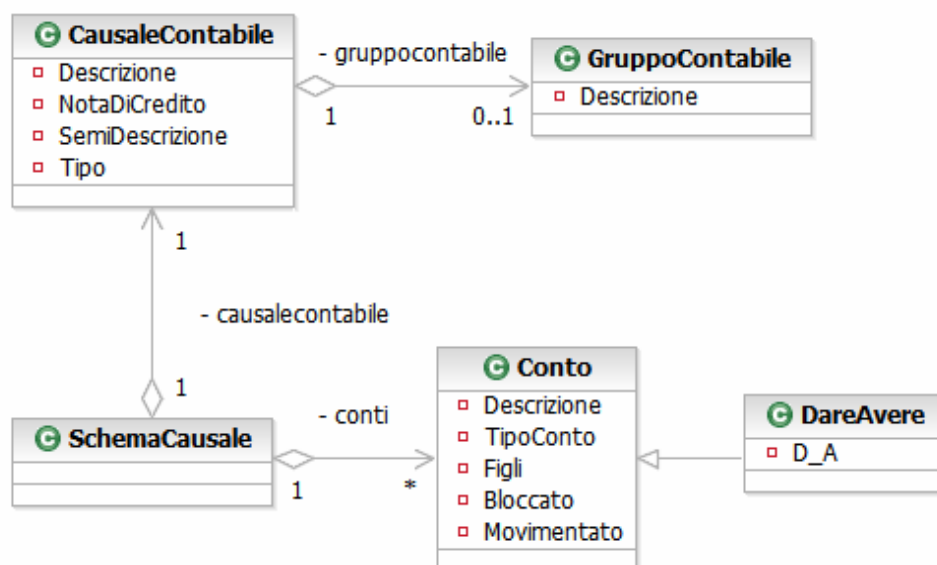 CausaleContabile
Descrizione
NotaDiCredito
SemiDescrizione
Tipo
- gruppocontabile
1
0..1
GruppoContabile
Descrizione
1
- causalecontabile
1
SchemaCausale
- conti
1
*
Conto
Descrizione
TipoConto
Figli
Bloccato
Movimentato
DareAvere
D_A